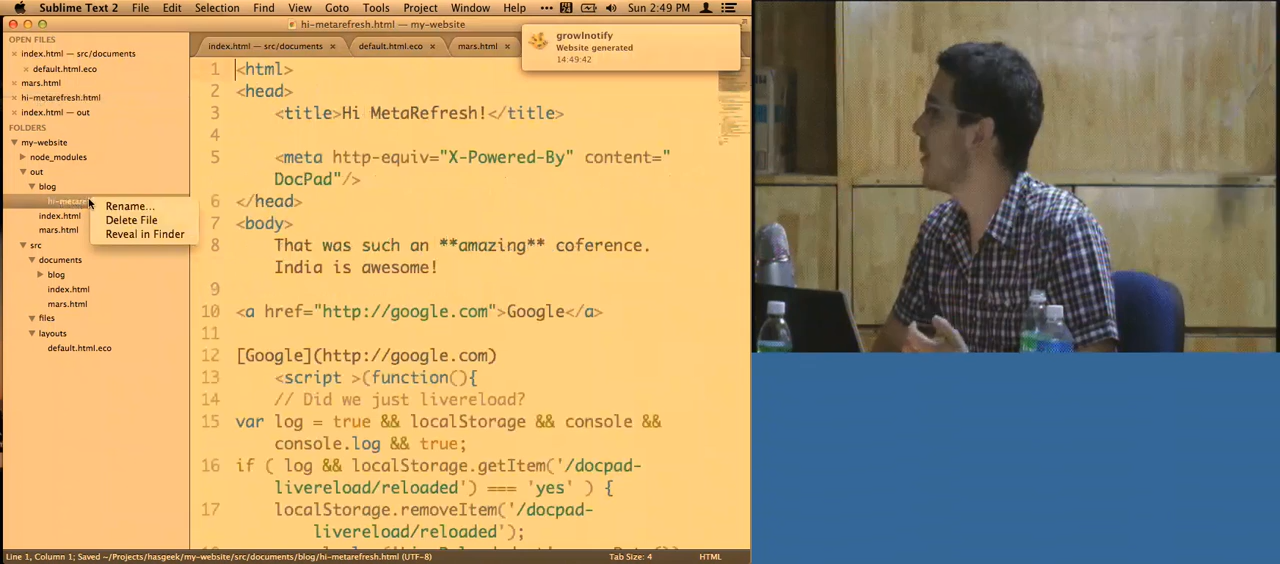 Sublime Text 2 File Edit Selection Find View Goto Tools Project Window Help Sun 2:49 PM
hi-metarefresh.html — my-website
growlnotify
Website generated
14:49:42
OPEN FILES
index.html — src/documents
default.html.eco
mars.html
hi-metarefresh.html
index.html — out
FOLDERS
my-website
node_modules
out
blog
hi-metare
index.html
mars.html
src
documents
blog
index.html
mars.html
files
layouts
default.html.eco
Rename...
Delete File
Reveal in Finder
index.html — src/documents default.html.eco mars.html
1 <html>
2 <head>
3 <title>Hi MetaRefresh!</title>
4
5 <meta http-equiv="X-Powered-By" content="
DocPad"/>
6 </head>
7 <body>
8 That was such an **amazing** coference.
India is awesome!
9
10 <a href="http://google.com">Google</a>
11
12 [Google](http://google.com)
13 <script >(function(){
14 // Did we just livereload?
15 var log = true && localStorage && console &&
console.log && true;
16 if ( log && localStorage.getItem('/docpad-
livereload/reloaded') === 'yes' ) {
17 localStorage.removeItem('/docpad-
livereload/reloaded');
Line 1, Column 1; Saved ~/Projects/hasgeek/my-website/src/documents/blog/hi-metarefresh.html (UTF-8) Tab Size: 4 HTML